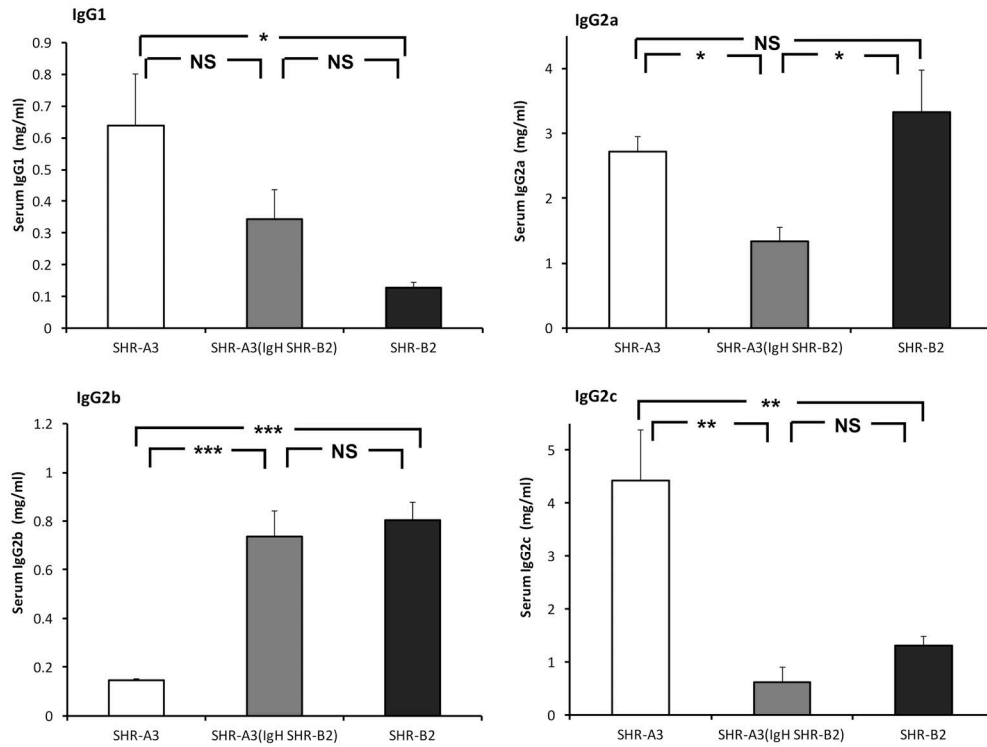 IgG1
*
NS NS
Serum IgG1 (mg/ml)
0.9
0.8
0.7
0.6
0.5
0.4
0.3
0.2
0.1
0
SHR-A3 SHR-A3(IgH SHR-B2) SHR-B2
IgG2a
NS
* *
Serum IgG2a (mg/ml)
4
3
2
1
0
SHR-A3 SHR-A3(IgH SHR-B2) SHR-B2
IgG2b
***
*** NS
Serum IgG2b (mg/ml)
1.2
1
0.8
0.6
0.4
0.2
0
SHR-A3 SHR-A3(IgH SHR-B2) SHR-B2
IgG2c
**
** NS
Serum IgG2c (mg/ml)
5
4
3
2
1
0
SHR-A3 SHR-A3(IgH SHR-B2) SHR-B2